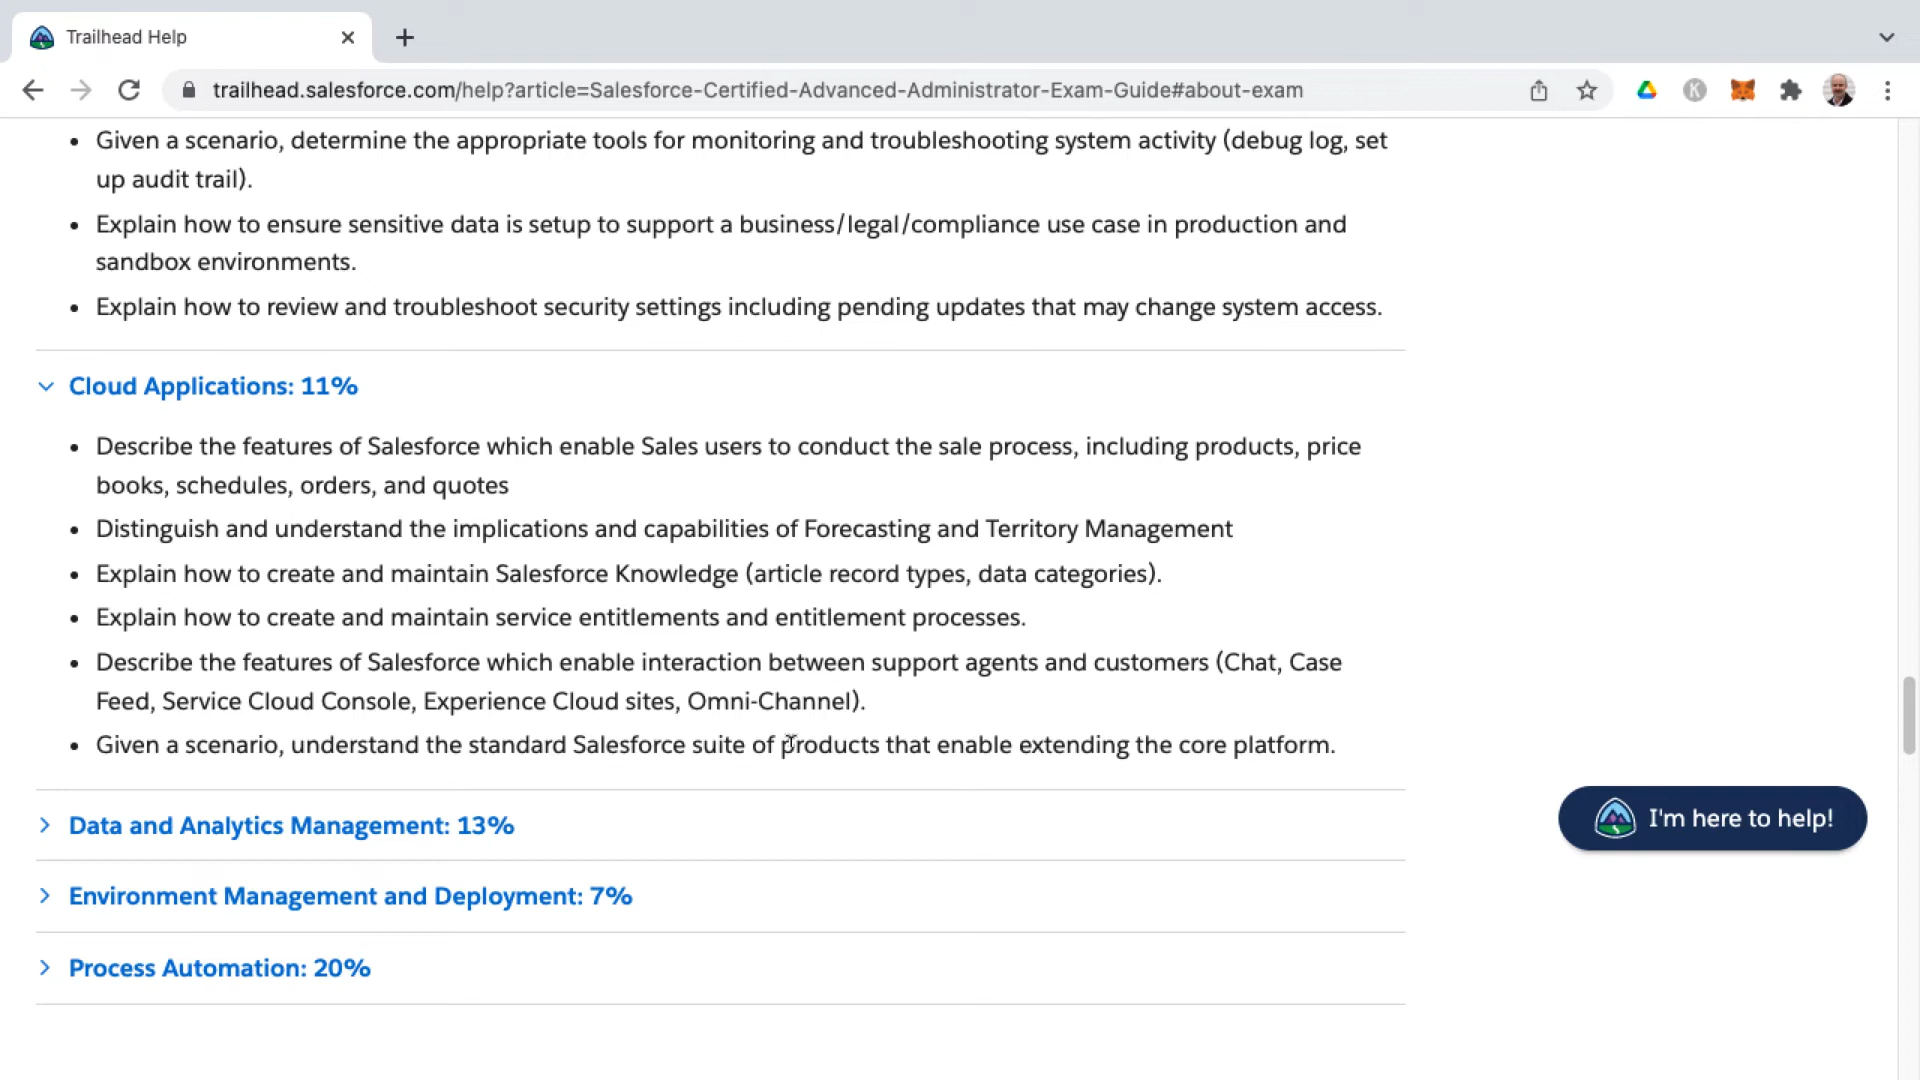 Trailhead Help
trailhead.salesforce.com/help?article=Salesforce-Certified-Advanced-Administrator-Exam-Guide#about-exam
K
• Given a scenario, determine the appropriate tools for monitoring and troubleshooting system activity (debug log, set
up audit trail).
• Explain how to ensure sensitive data is setup to support a business/legal/compliance use case in production and
sandbox environments.
• Explain how to review and troubleshoot security settings including pending updates that may change system access.
Cloud Applications: 11%
• Describe the features of Salesforce which enable Sales users to conduct the sale process, including products, price
books, schedules, orders, and quotes
• Distinguish and understand the implications and capabilities of Forecasting and Territory Management
• Explain how to create and maintain Salesforce Knowledge (article record types, data categories).
• Explain how to create and maintain service entitlements and entitlement processes.
• Describe the features of Salesforce which enable interaction between support agents and customers (Chat, Case
Feed, Service Cloud Console, Experience Cloud sites, Omni-Channel).
• Given a scenario, understand the standard Salesforce suite of products that enable extending the core platform.
Data and Analytics Management: 13%
I'm here to help!
Environment Management and Deployment: 7%
Process Automation: 20%